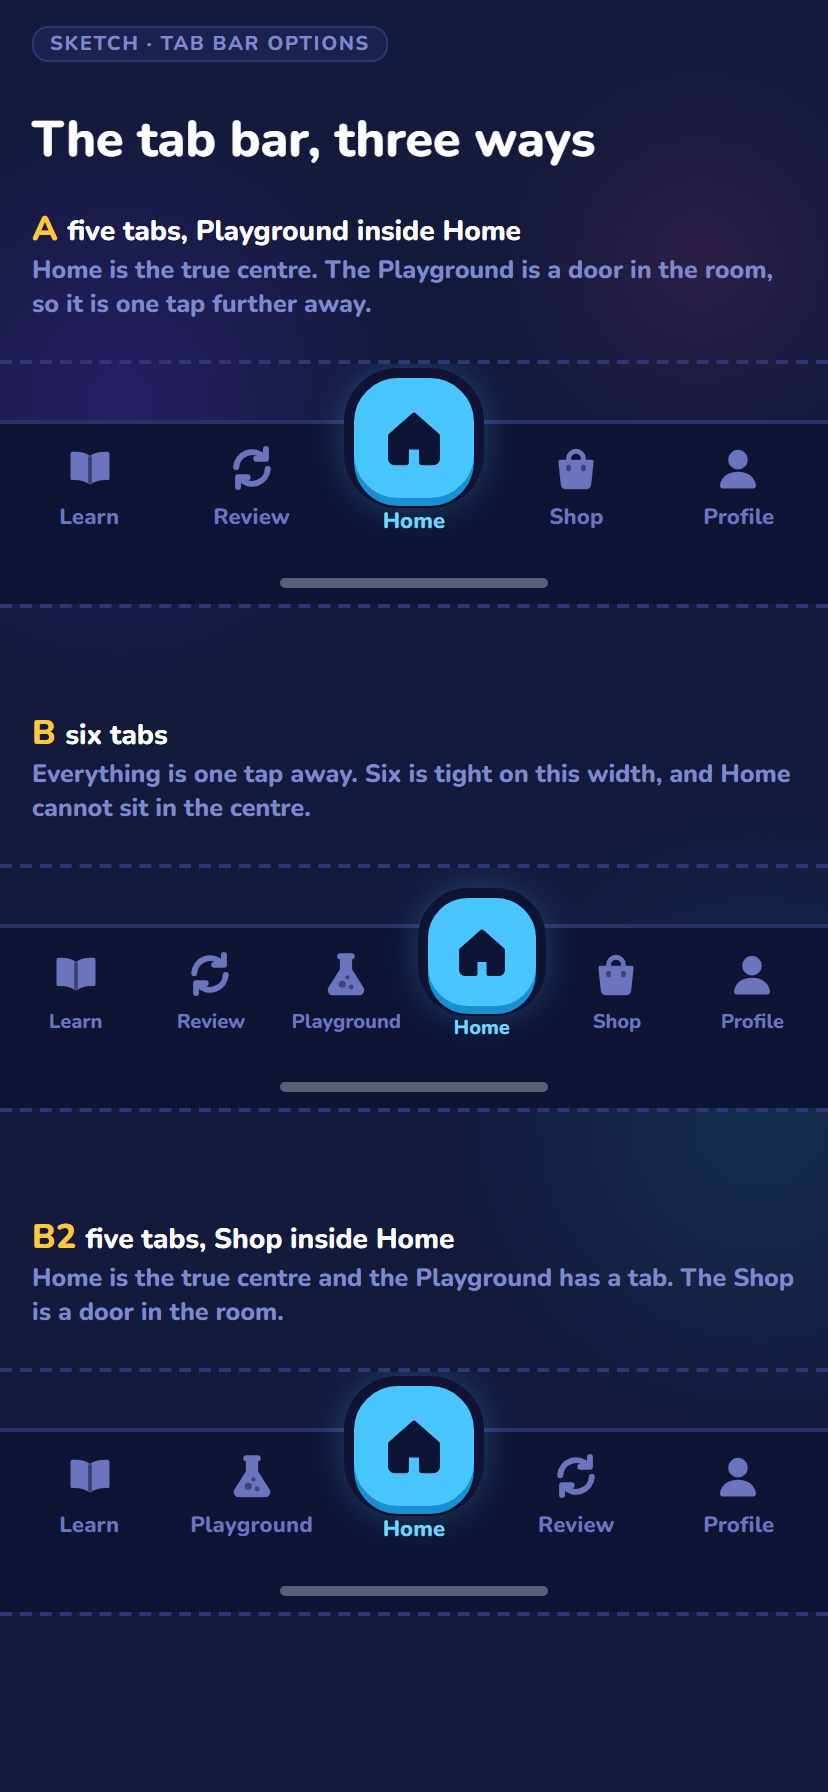 SKETCH · TAB BAR OPTIONS
The tab bar, three ways
A five tabs, Playground inside Home
Home is the true centre. The Playground is a door in the room,
so it is one tap further away.
Learn Review Home Shop Profile
B six tabs
Everything is one tap away. Six is tight on this width, and Home
cannot sit in the centre.
Learn Review Playground Home Shop Profile
B2 five tabs, Shop inside Home
Home is the true centre and the Playground has a tab. The Shop
is a door in the room.
Learn Playground Home Review Profile